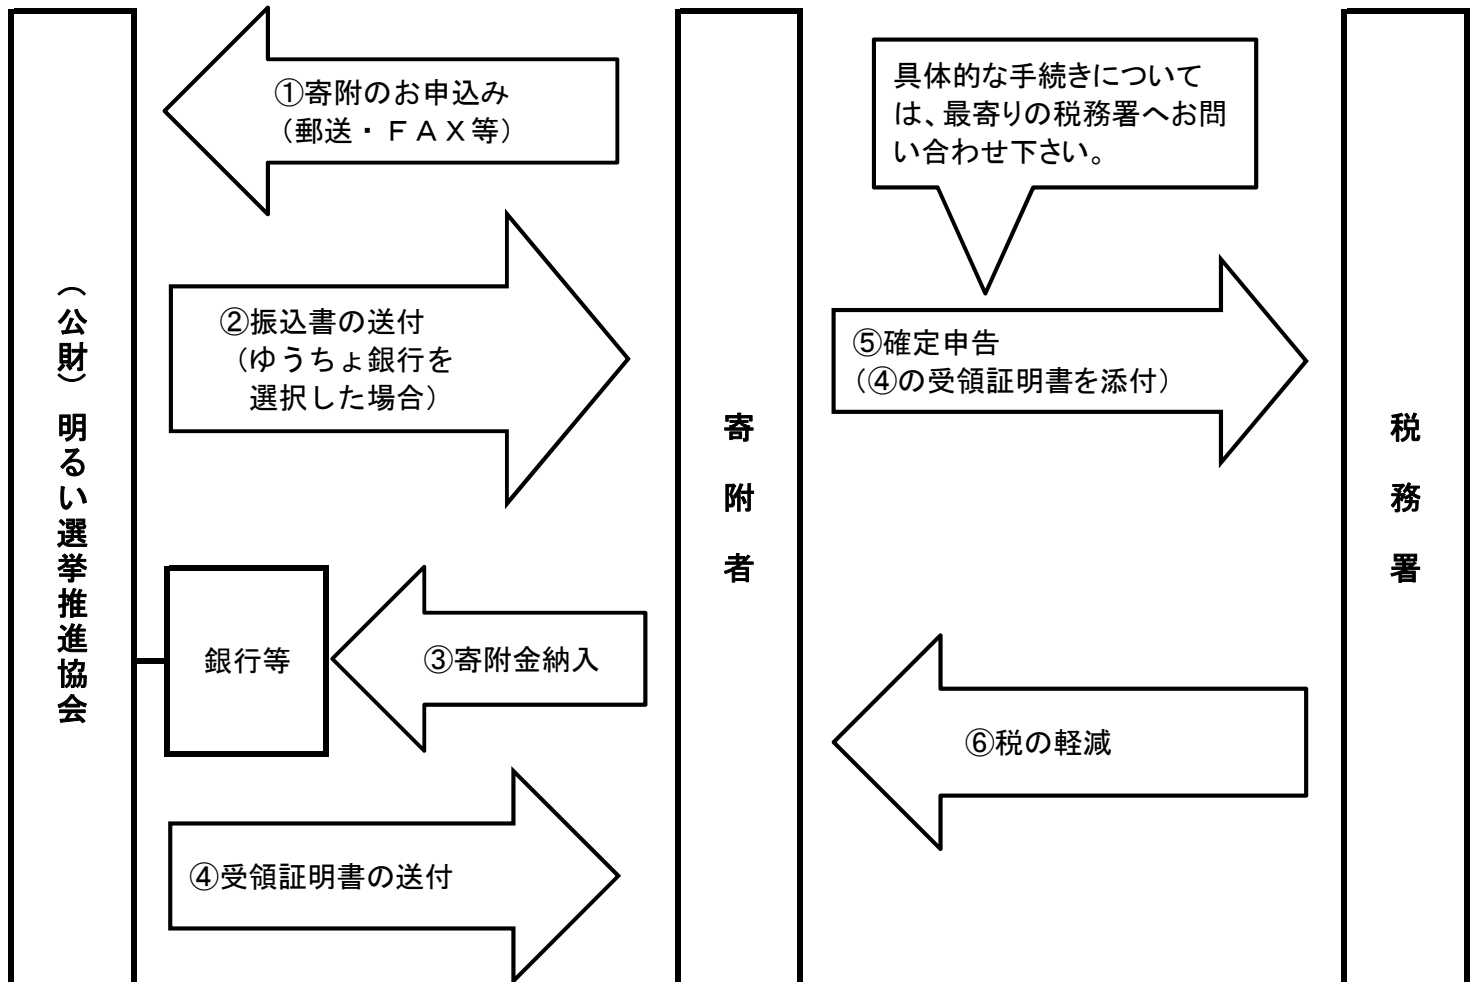 （公財）明るい選挙推進協会
①寄附のお申込み
（郵送・ＦＡＸ等）
②振込書の送付
（ゆうちょ銀行を
選択した場合）
銀行等
③寄附金納入
④受領証明書の送付
寄附者
具体的な手続きについて
は、最寄りの税務署へお問
い合わせ下さい。
⑤確定申告
（④の受領証明書を添付）
⑥税の軽減
税務署